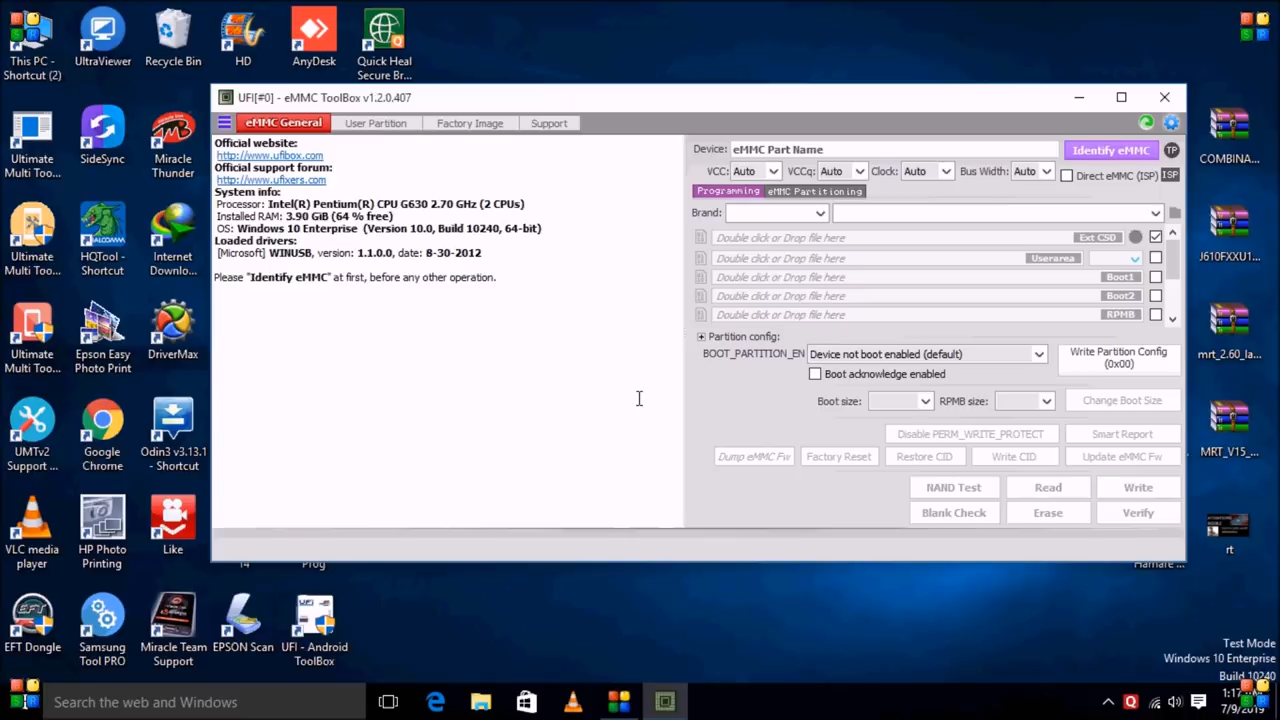 This PC -
Shortcut (2)
UltraViewer
Recycle Bin
HD
AnyDesk
Quick Heal
Secure Br...
Ultimate
Multi Too...
SideSync
Miracle
Thunder
Ultimate
Multi Too...
HQTool -
Shortcut
Internet
Downlo...
Ultimate
Multi Too...
Epson Easy
Photo Print
DriverMax
UMTv2
Support ...
Google
Chrome
Odin3 v3.13.1
- Shortcut
VLC media
player
HP Photo
Printing
Like
14
Prog
EFT Dongle
Samsung
Tool PRO
Miracle Team
Support
EPSON Scan
UFI - Android
ToolBox
UFI[#0] - eMMC ToolBox v1.2.0.407
eMMC General
User Partition
Factory Image
Support
Official website:
http://www.ufibox.com
Official support forum:
http://www.ufixers.com
System info:
Processor: Intel(R) Pentium(R) CPU G630 2.70 GHz (2 CPUs)
Installed RAM: 3.90 GiB (64 % free)
OS: Windows 10 Enterprise (Version 10.0, Build 10240, 64-bit)
Loaded drivers:
[Microsoft] WINUSB, version: 1.1.0.0, date: 8-30-2012
Please "Identify eMMC" at first, before any other operation.
Device: eMMC Part Name Identify eMMC TP
VCC: Auto VCCq: Auto Clock: Auto Bus Width: Auto Direct eMMC (ISP) ISP
Programming eMMC Partitioning
Brand:
Double click or Drop file here Ext CSD
Double click or Drop file here Userarea
Double click or Drop file here Boot1
Double click or Drop file here Boot2
Double click or Drop file here RPMB
Partition config:
BOOT_PARTITION_EN Device not boot enabled (default)
Write Partition Config
(0x00)
Boot acknowledge enabled
Boot size: RPMB size: Change Boot Size
Disable PERM_WRITE_PROTECT Smart Report
Dump eMMC Fw Factory Reset Restore CID Write CID Update eMMC Fw
NAND Test Read Write
Blank Check Erase Verify
COMBINA...
J610FXXU1...
mrt_2.60_la...
MRT_V15_...
rt
Hamare ...
Test Mode
Windows 10 Enterprise
Build 10240
Search the web and Windows
7/9/2019